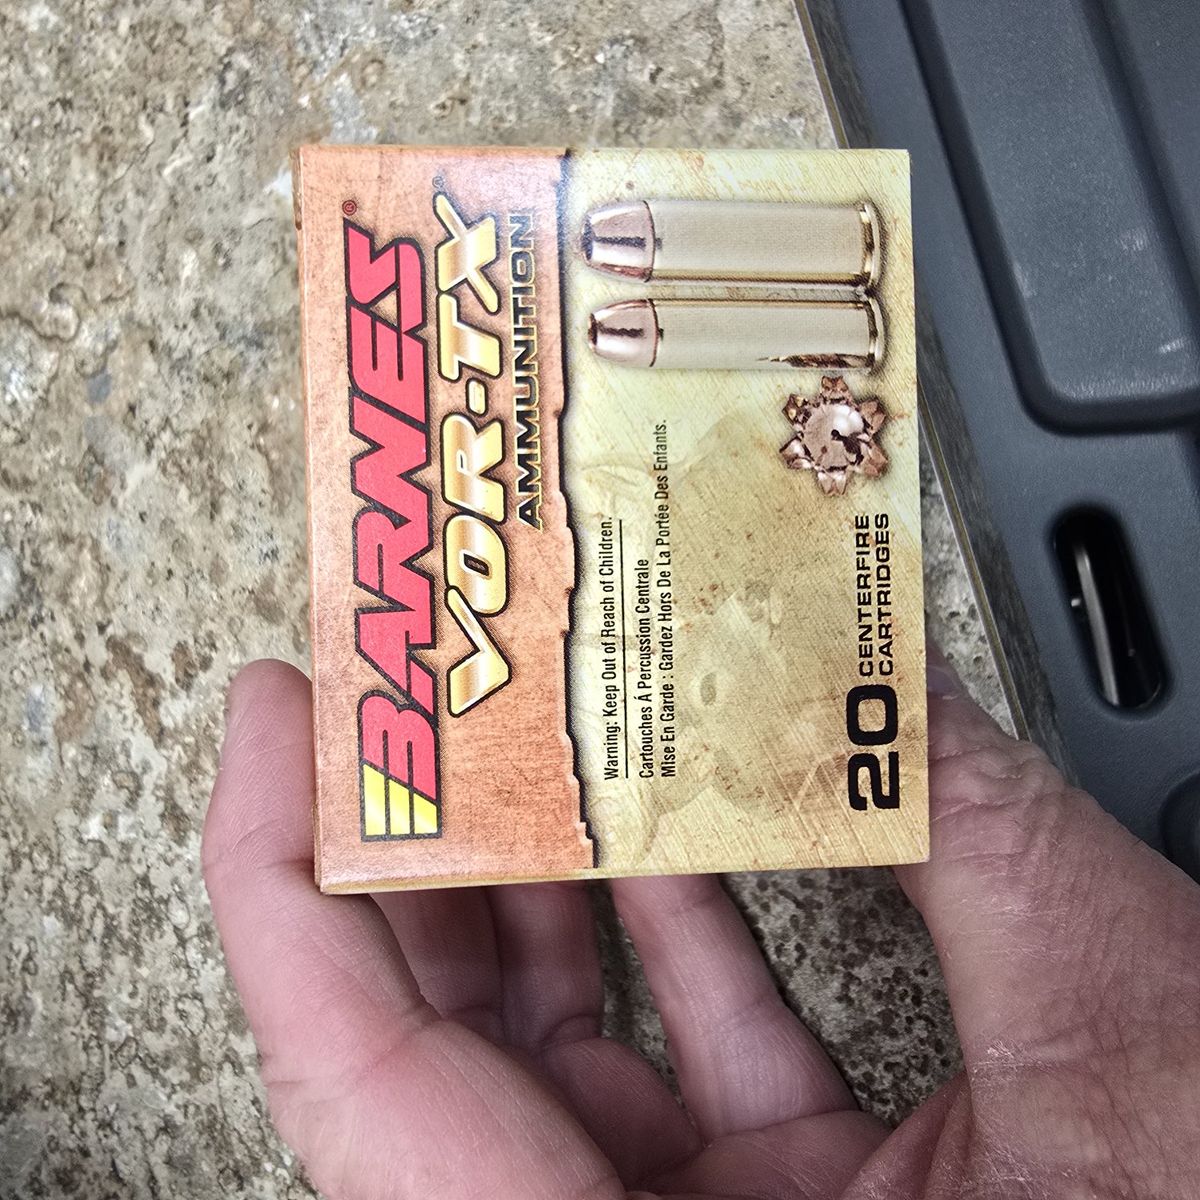 BARNES®
VOR-TX®
AMMUNITION
Warning: Keep Out of Reach of Children.
Cartouches Á Percussion Centrale
Mise En Garde : Gardez Hors De La Portée Des Enfants.
20 CENTERFIRE
CARTRIDGES